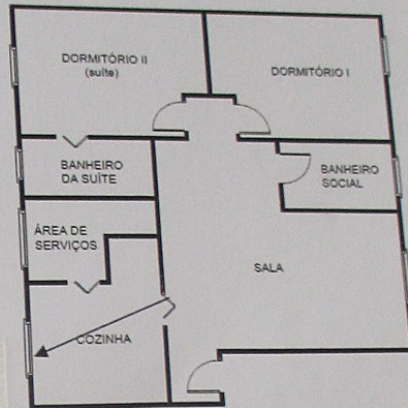 DORMITÓRIO II
(suíte)
DORMITÓRIO I
BANHEIRO
DA SUÍTE
BANHEIRO
SOCIAL
ÁREA DE
SERVIÇOS
SALA
COZINHA